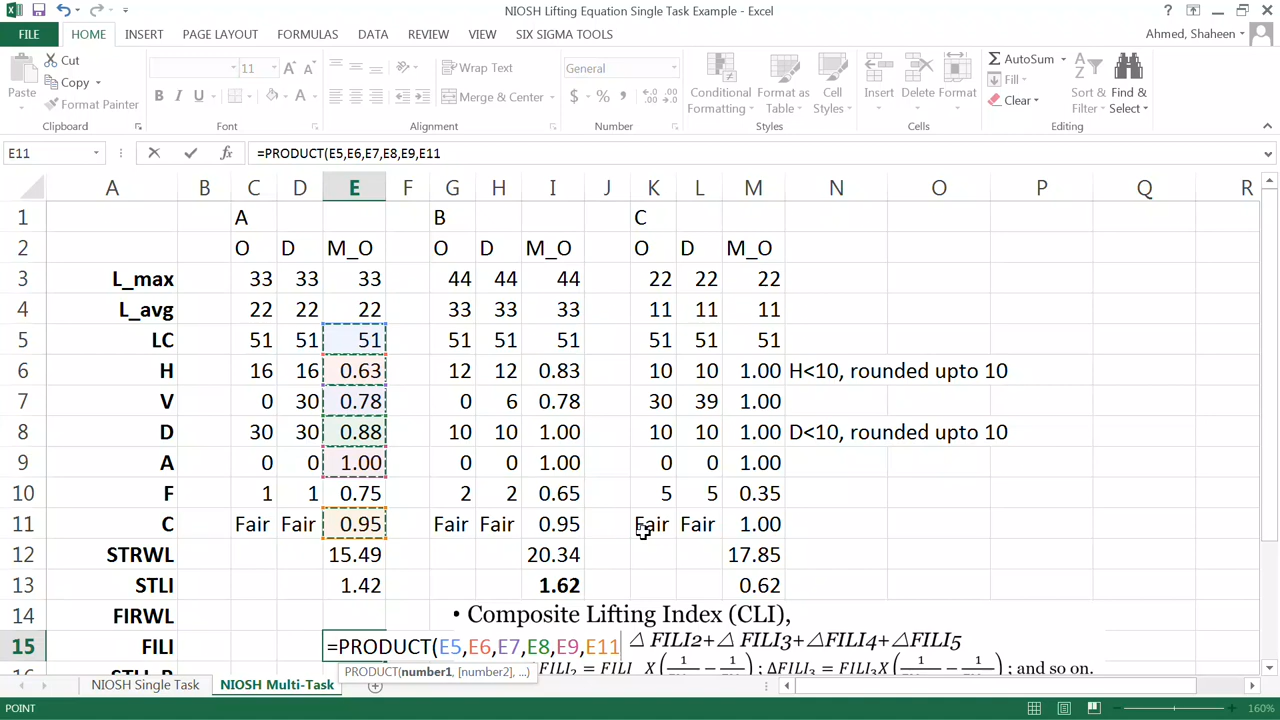 NIOSH Lifting Equation Single Task Example - Excel
FILE HOME INSERT PAGE LAYOUT FORMULAS DATA REVIEW VIEW SIX SIGMA TEAMS Ahmed, Shaheen
Paste Cut Copy Format Painter Clipboard
11 B I U A A A Font
Wrap Text Merge & Center Alignment
General $ % Number
Conditional Formatting Format as Table Cell Styles Styles
Insert Delete Format Cells
AutoSum Fill Clear Sort & Filter Find & Select Editing
E11 fx =PRODUCT(E5,E6,E7,E8,E9,E11
A B C D E F G H I J K L M N O P Q R
1 A B C
2 O D M_O O D M_O O D M_O
3 L_max 33 33 33 44 44 44 22 22 22
4 L_avg 22 22 22 33 33 33 11 11 11
5 LC 51 51 51 51 51 51 51 51 51
6 H 16 16 0.63 12 12 0.83 10 10 1.00 H<10, rounded upto 10
7 V 0 30 0.78 0 6 0.78 30 39 1.00
8 D 30 30 0.88 10 10 1.00 10 10 1.00 D<10, rounded upto 10
9 A 0 0 1.00 0 0 1.00 0 0 1.00
10 F 1 1 0.75 2 2 0.65 5 5 0.35
11 C Fair Fair 0.95 Fair Fair 0.95 Fair Fair 1.00
12 STRWL 15.49 20.34 17.85
13 STLI 1.42 1.62 0.62
14 FIRWL • Composite Lifting Index (CLI),
15 FILI =PRODUCT(E5,E6,E7,E8,E9,E11 △ FILI2+△ FILI3+△FILI4+△FILI5
PRODUCT(number1, [number2], ...) ; and so on.
NIOSH Single Task NIOSH Multi-Task
POINT 160%